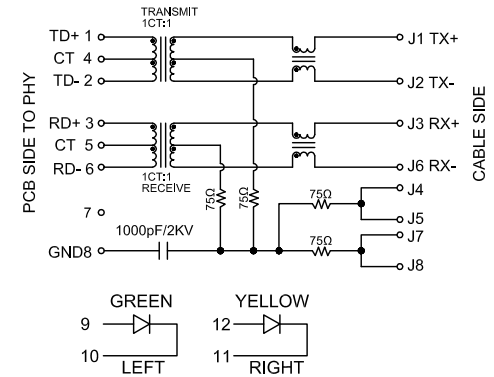 TRANSMIT
1CT:1
TD+ 1
CT 4
TD- 2
J1 TX+
J2 TX-
RD+ 3
CT 5
RD- 6
J3 RX+
J6 RX-
1CT:1
RECEIVE
PCB SIDE TO PHY
CABLE SIDE
75Ω
75Ω
75Ω
J4
J5
7
1000pF/2KV
75Ω
J7
GND8
J8
GREEN
9
10
LEFT
YELLOW
12
11
RIGHT